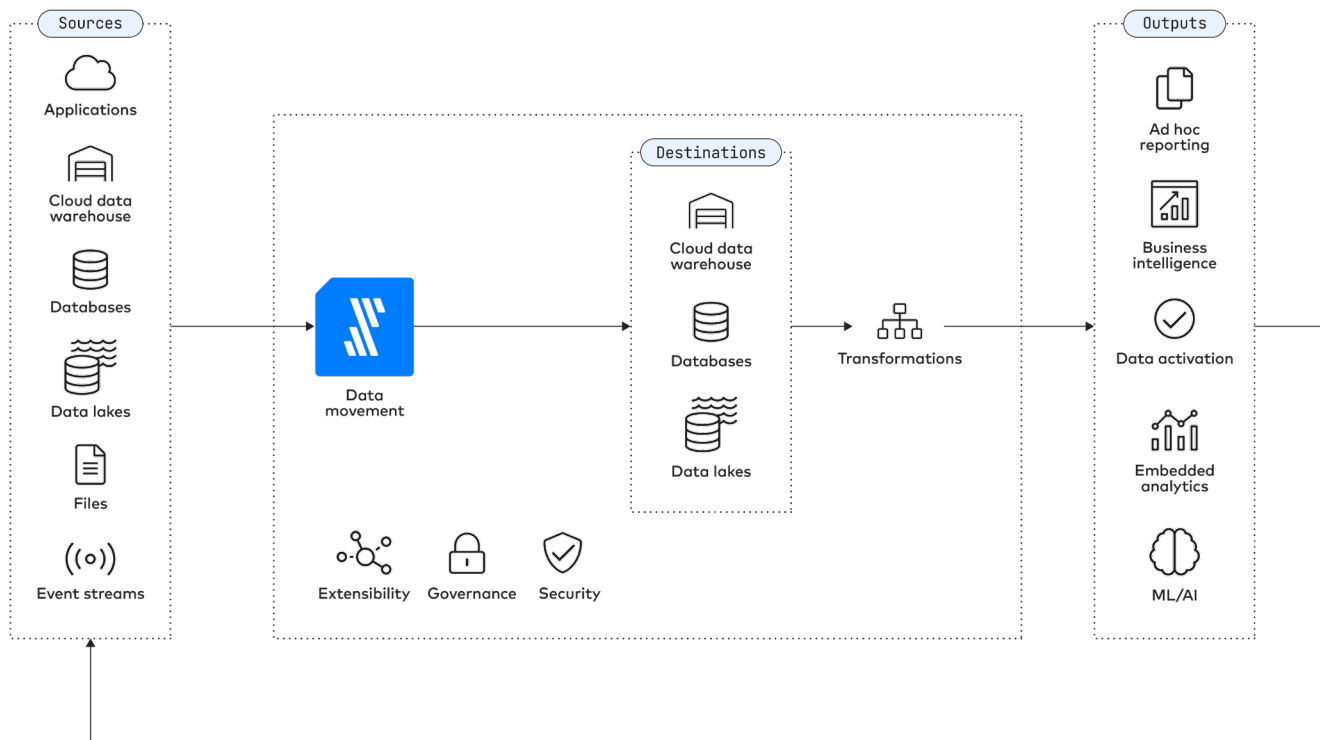 Sources
Applications
Cloud data
warehouse
Databases
Data lakes
Files
Event streams
Data
movement
Extensibility
Governance
Security
Destinations
Cloud data
warehouse
Databases
Data lakes
Transformations
Outputs
Ad hoc
reporting
Business
intelligence
Data activation
Embedded
analytics
ML/AI